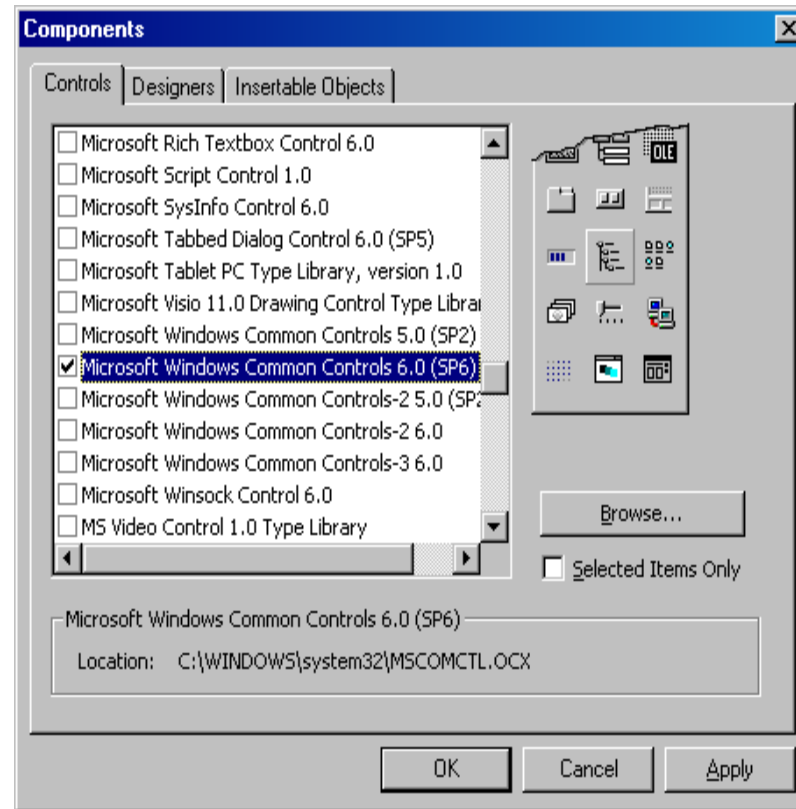 Components
Controls Designers Insertable Objects
Microsoft Rich Textbox Control 6.0
Microsoft Script Control 1.0
Microsoft SysInfo Control 6.0
Microsoft Tabbed Dialog Control 6.0 (SP5)
Microsoft Tablet PC Type Library, version 1.0
Microsoft Visio 11.0 Drawing Control Type Librar
Microsoft Windows Common Controls 5.0 (SP2)
Microsoft Windows Common Controls 6.0 (SP6)
Microsoft Windows Common Controls-2 5.0 (SP2
Microsoft Windows Common Controls-2 6.0
Microsoft Windows Common Controls-3 6.0
Microsoft Winsock Control 6.0
MS Video Control 1.0 Type Library
OLE
Browse...
Selected Items Only
Microsoft Windows Common Controls 6.0 (SP6)
Location: C:\WINDOWS\system32\MSCOMCTL.OCX
OK Cancel Apply